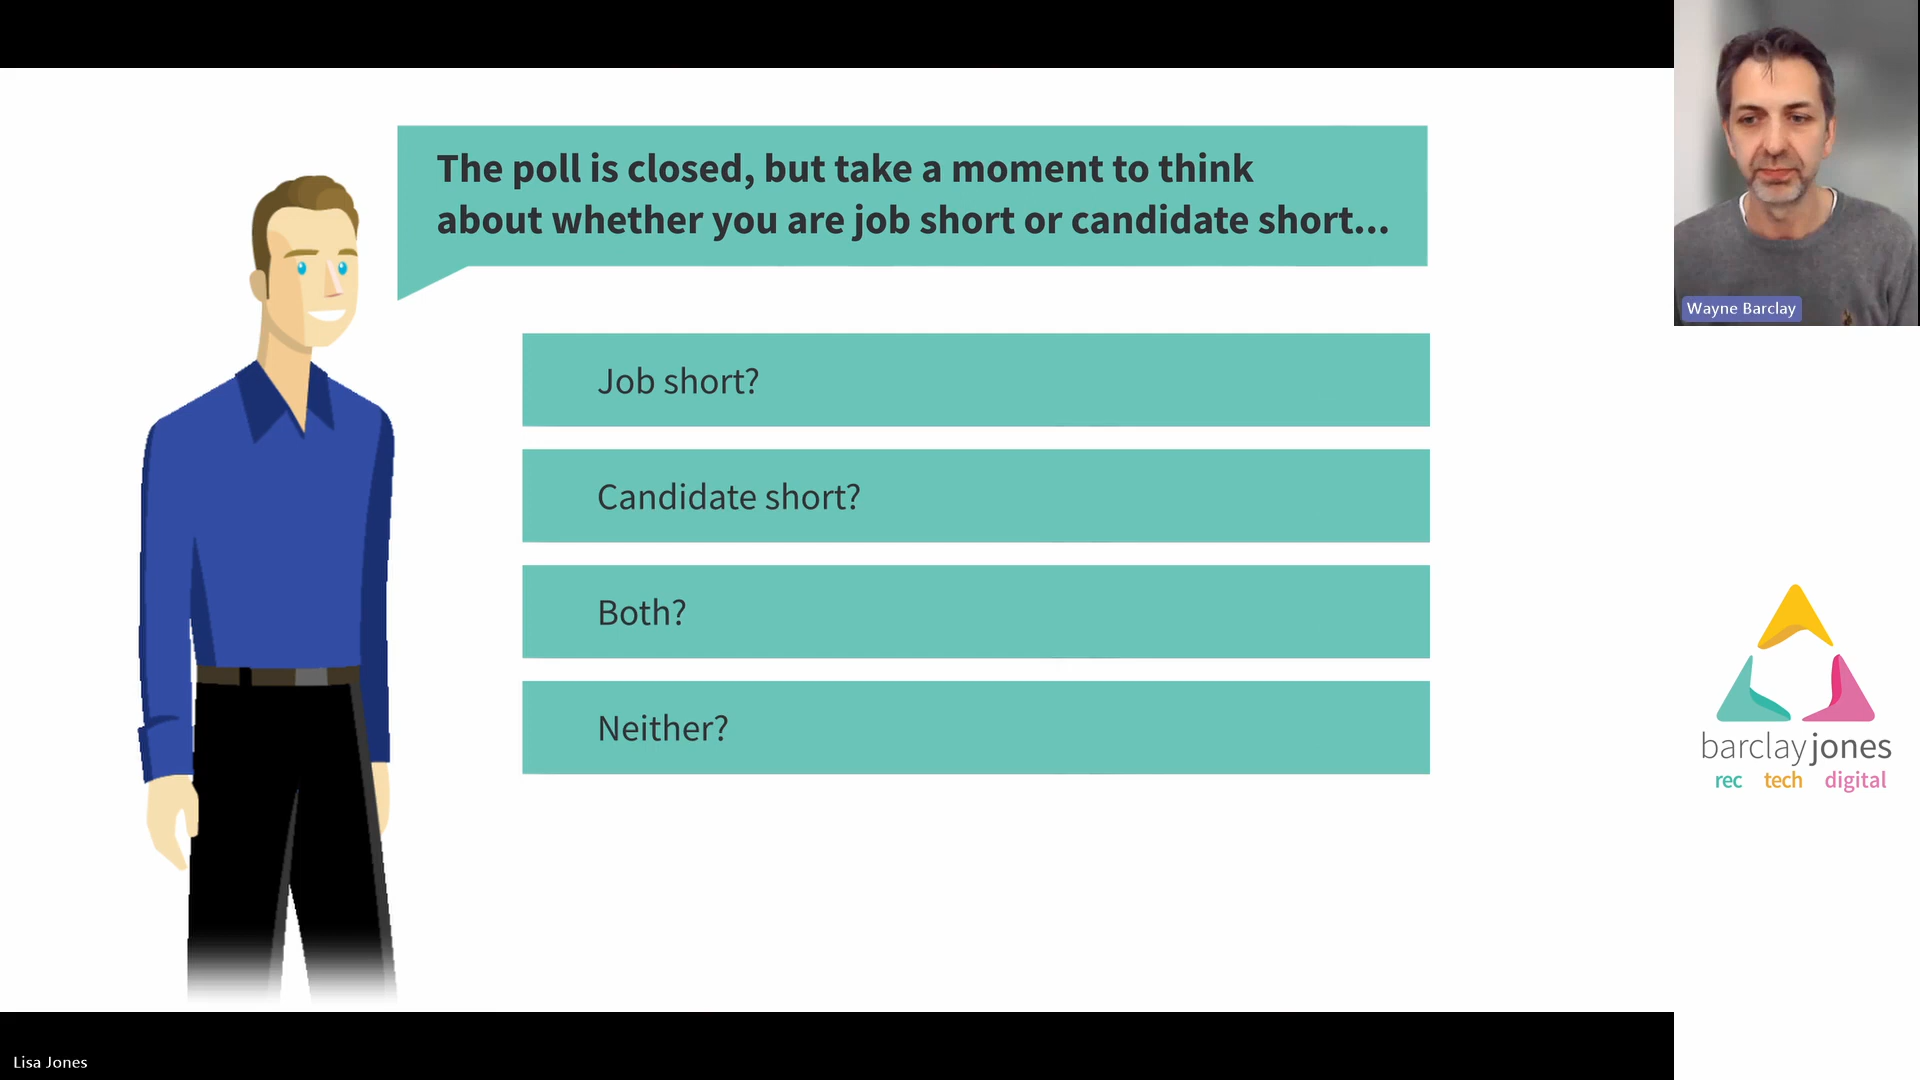 The poll is closed, but take a moment to think
about whether you are job short or candidate short...
Job short?
Candidate short?
Both?
Neither?
Wayne Barclay
barclayjones
rec tech digital
Lisa Jones